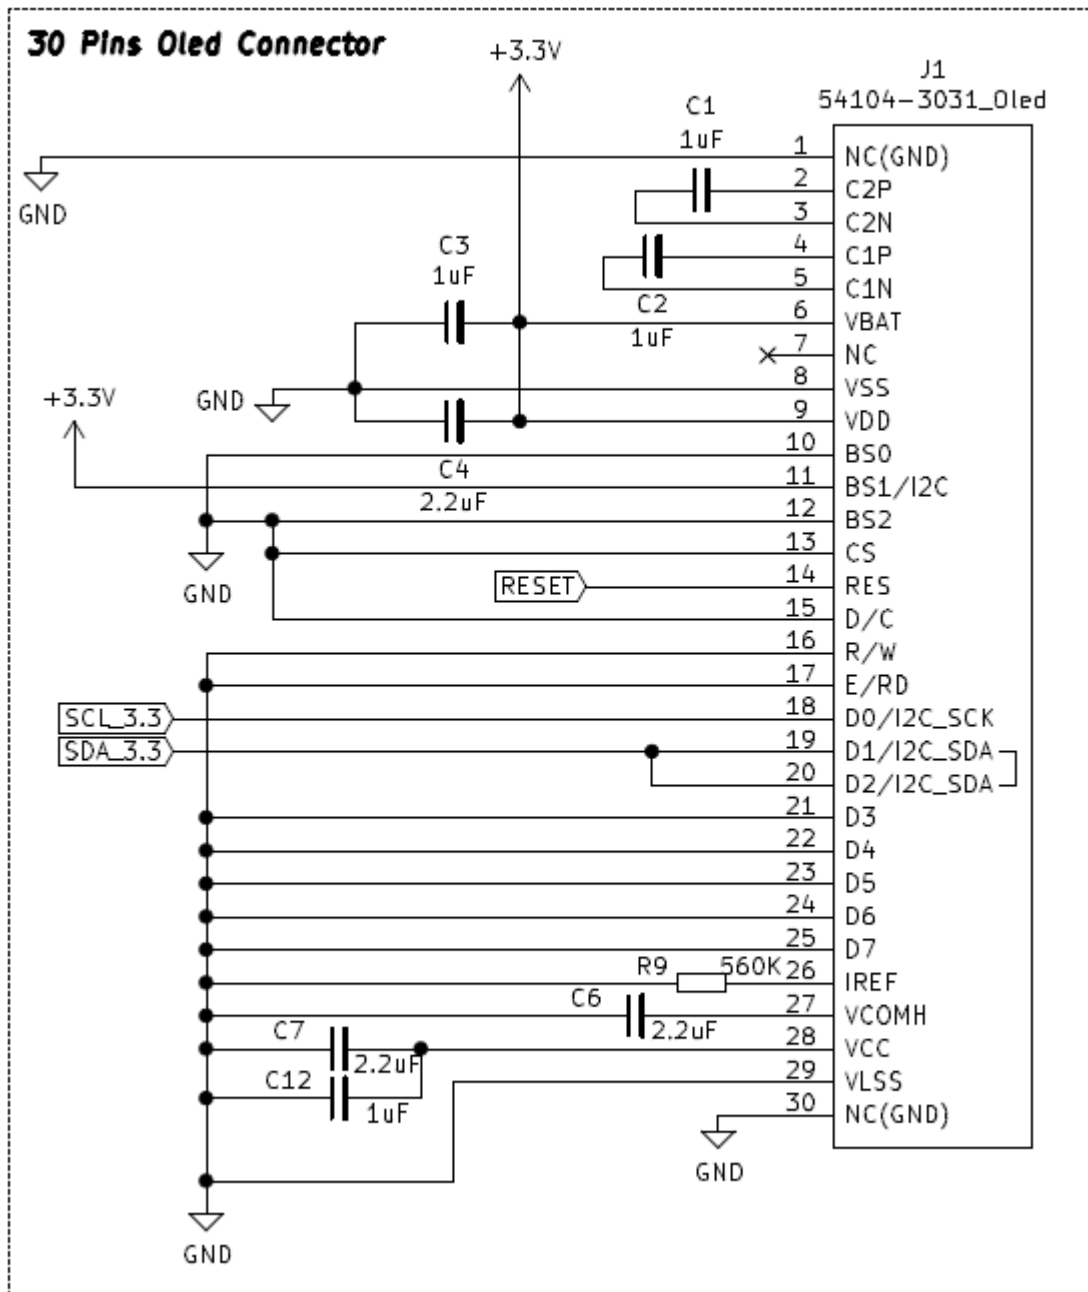 30 Pins Oled Connector
+3.3V
J1
54104-3031_Oled
C1
1uF
1 NC(GND)
GND
2 C2P
3 C2N
C3
1uF
4 C1P
5 C1N
C2
1uF
6 VBAT
7 NC
+3.3V
GND
8 VSS
9 VDD
C4
2.2uF
10 BS0
11 BS1/I2C
12 BS2
13 CS
GND
RESET
14 RES
15 D/C
16 R/W
17 E/RD
SCL_3.3
18 D0/I2C_SCK
SDA_3.3
19 D1/I2C_SDA
20 D2/I2C_SDA
21 D3
22 D4
23 D5
24 D6
25 D7
R9 560K
26 IREF
C6
2.2uF
27 VCOMH
C7
2.2uF
28 VCC
C12
1uF
29 VLSS
30 NC(GND)
GND
GND